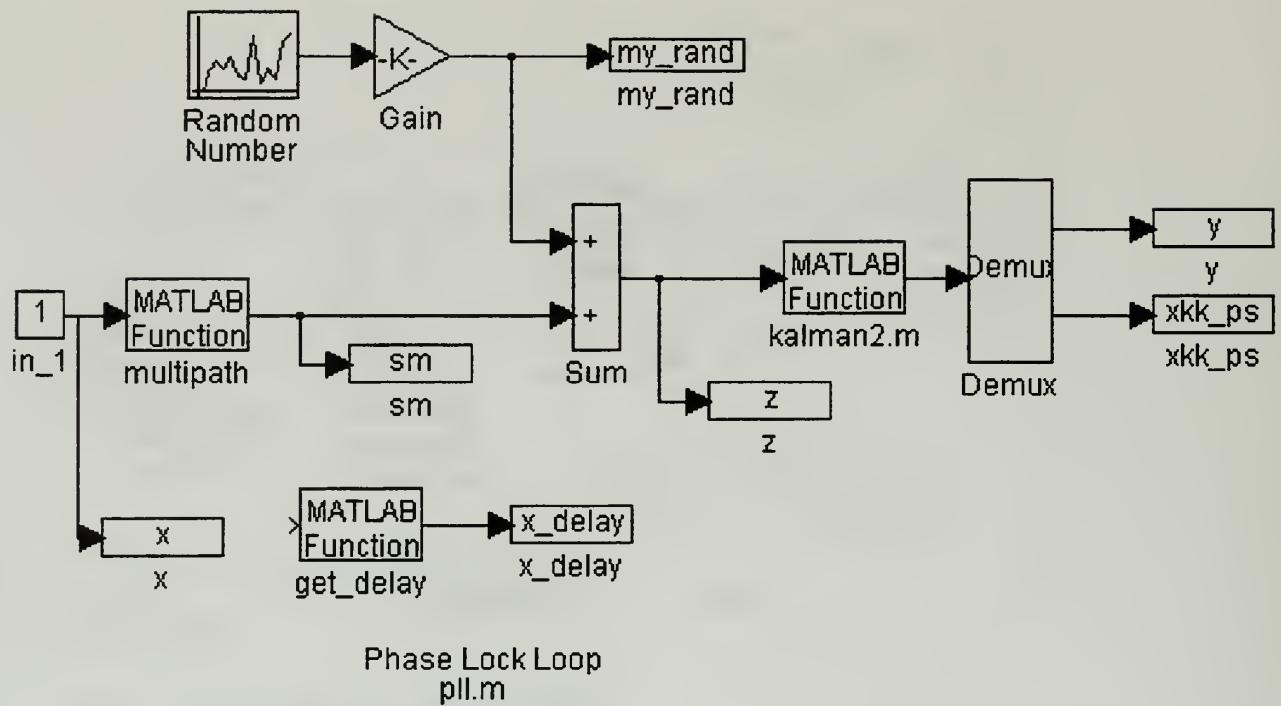 -K-
my_rand
my_rand
Random
Number
Gain
+
+
Sum
1
in_1
MATLAB
Function
multipath
sm
sm
MATLAB
Function
kalman2.m
Demux
Demux
y
y
xkk_ps
xkk_ps
z
z
x
x
MATLAB
Function
get_delay
x_delay
x_delay
Phase Lock Loop
pll.m